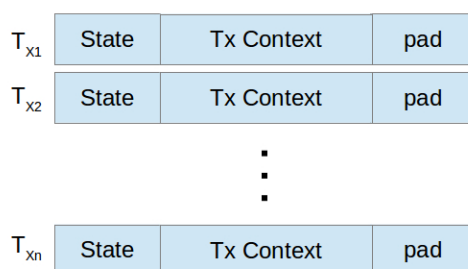 Tx1 State Tx Context pad
Tx2 State Tx Context pad
Txn State Tx Context pad